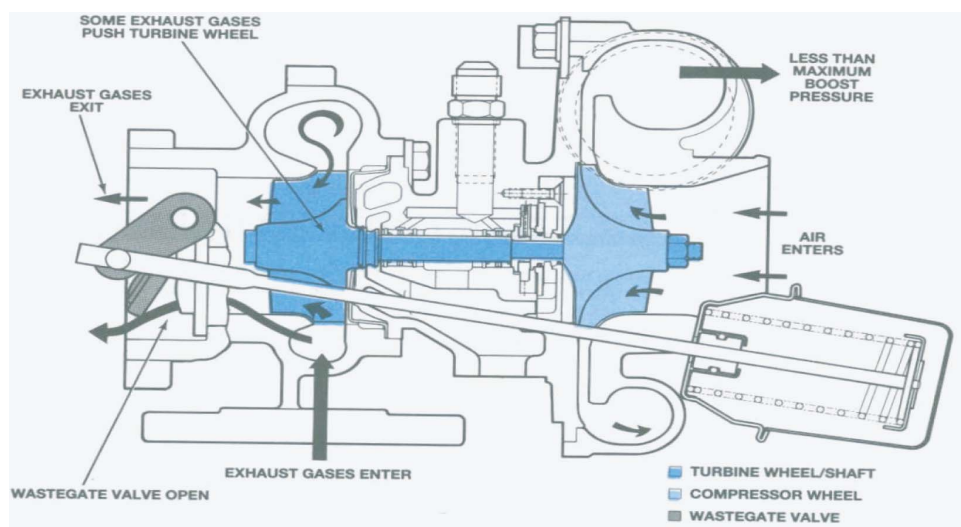 SOME EXHAUST GASES
PUSH TURBINE WHEEL
LESS THAN
MAXIMUM
BOOST
PRESSURE
EXHAUST GASES
EXIT
AIR
ENTERS
EXHAUST GASES ENTER
WASTEGATE VALVE OPEN
TURBINE WHEEL/SHAFT
COMPRESSOR WHEEL
WASTEGATE VALVE